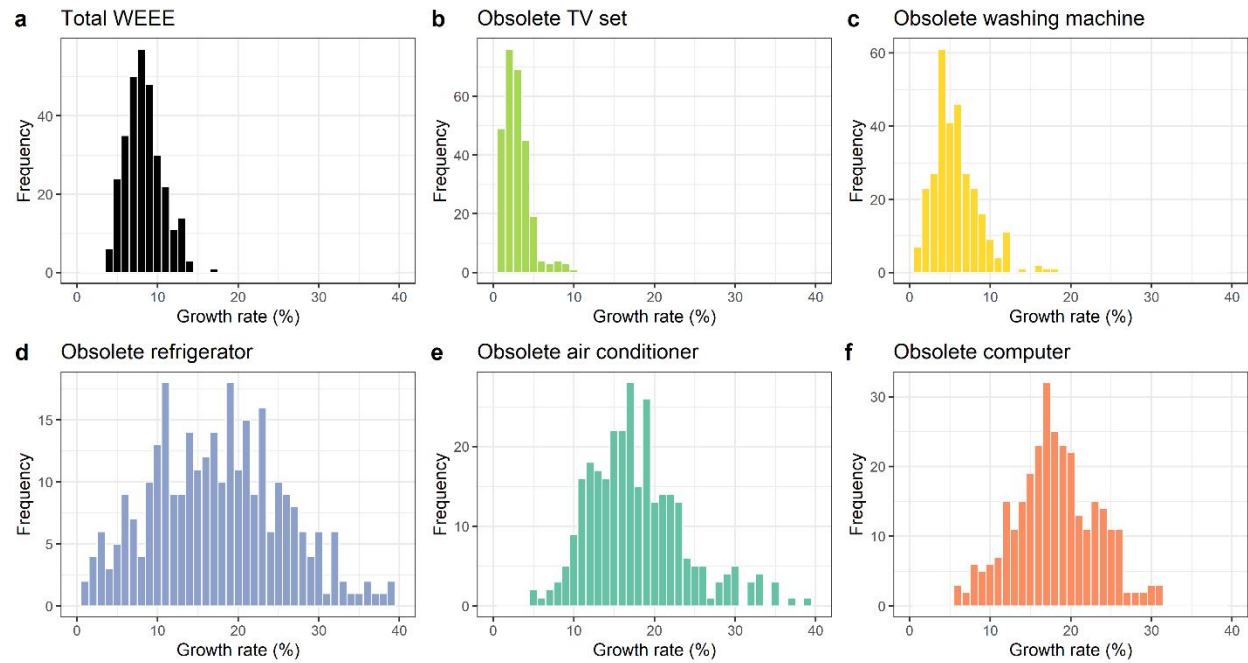 a Total WEEE
Frequency
40
20
0
0 10 20 30 40
Growth rate (%)
b Obsolete TV set
Frequency
60
40
20
0
0 10 20 30 40
Growth rate (%)
c Obsolete washing machine
Frequency
60
40
20
0
0 10 20 30 40
Growth rate (%)
d Obsolete refrigerator
Frequency
15
10
5
0
0 10 20 30 40
Growth rate (%)
e Obsolete air conditioner
Frequency
20
10
0
0 10 20 30 40
Growth rate (%)
f Obsolete computer
Frequency
30
20
10
0
0 10 20 30 40
Growth rate (%)